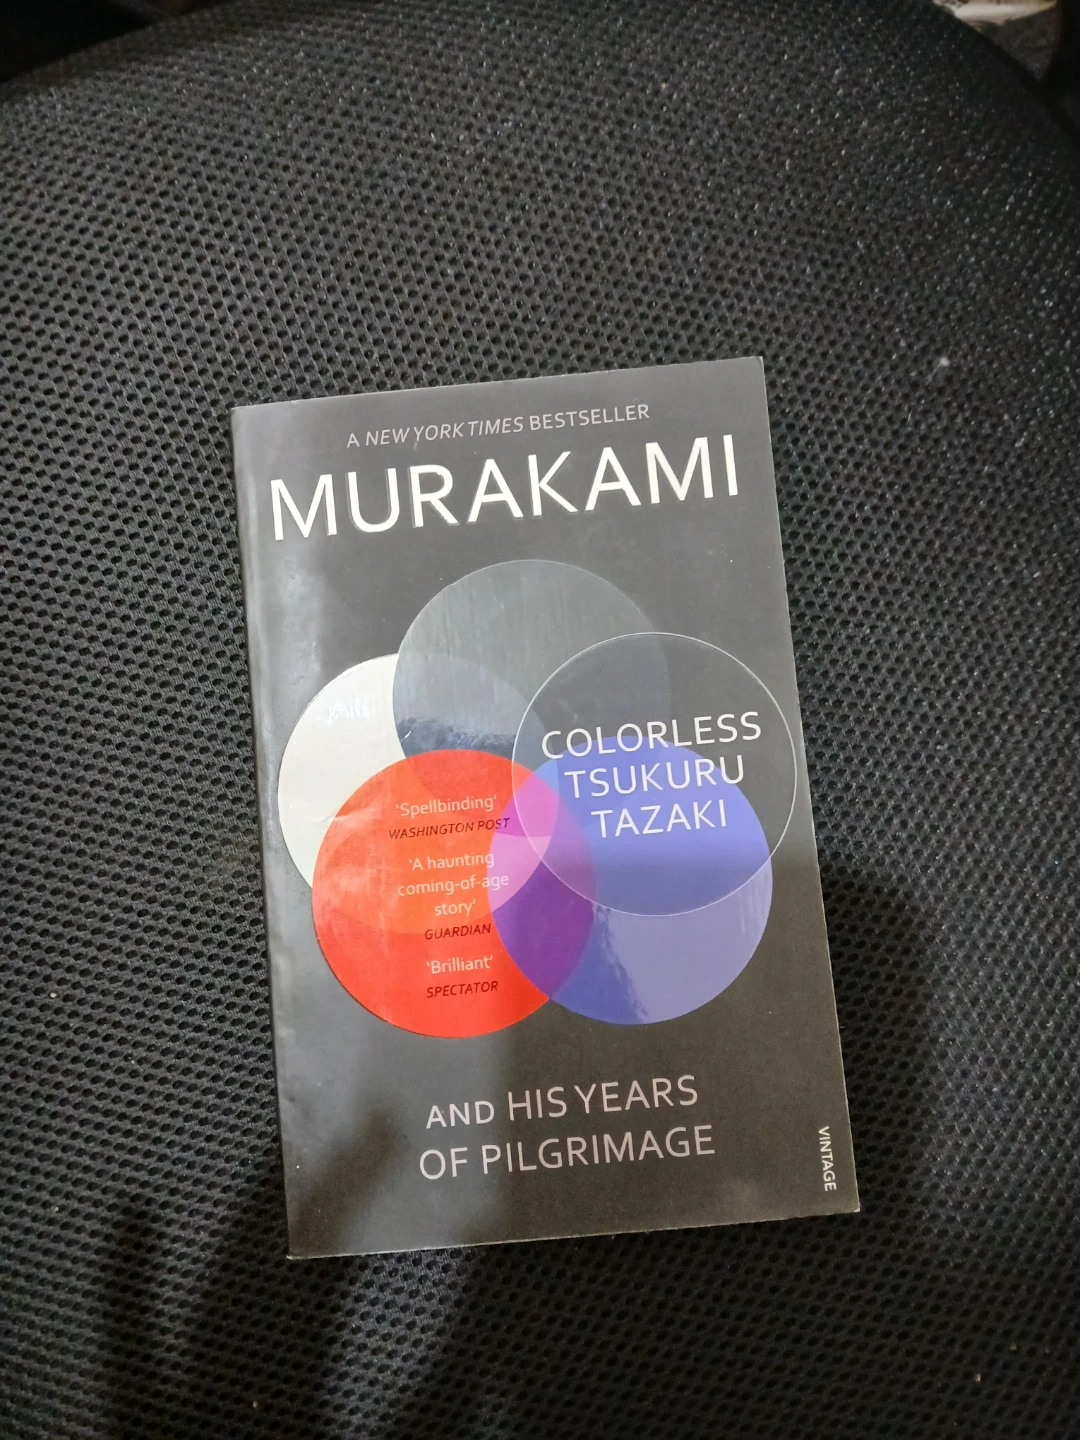 A NEW YORK TIMES BESTSELLER
MURAKAMI
COLORLESS
TSUKURU
TAZAKI
'Spellbinding'
WASHINGTON POST
'A haunting
coming-of-age
story'
GUARDIAN
'Brilliant'
SPECTATOR
AND HIS YEARS
OF PILGRIMAGE
VINTAGE